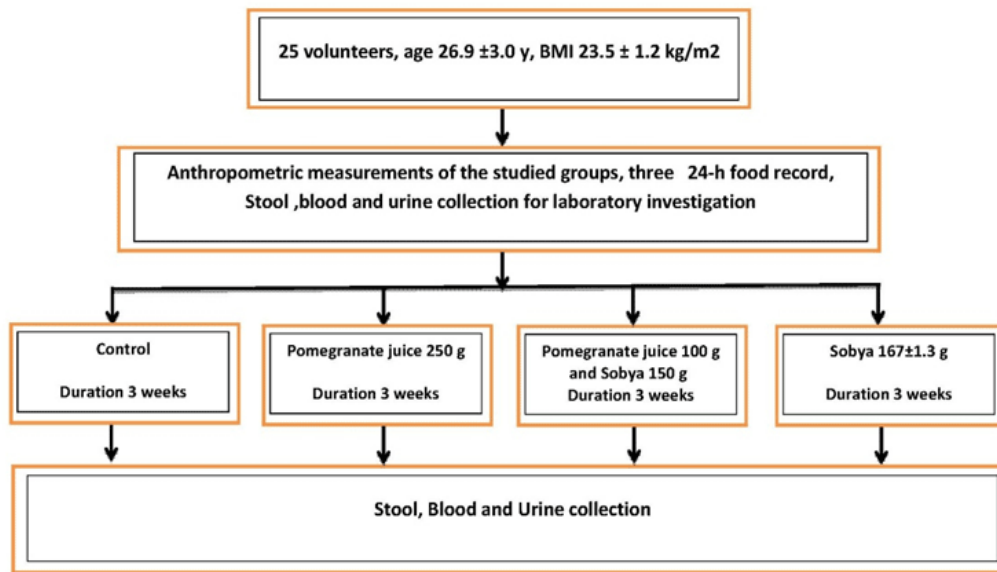 25 volunteers, age 26.9 ±3.0 y, BMI 23.5 ± 1.2 kg/m2
Anthropometric measurements of the studied groups, three 24-h food record,
Stool ,blood and urine collection for laboratory investigation
Control
Duration 3 weeks
Pomegranate juice 250 g
Duration 3 weeks
Pomegranate juice 100 g
and Sobya 150 g
Duration 3 weeks
Sobya 167±1.3 g
Duration 3 weeks
Stool, Blood and Urine collection